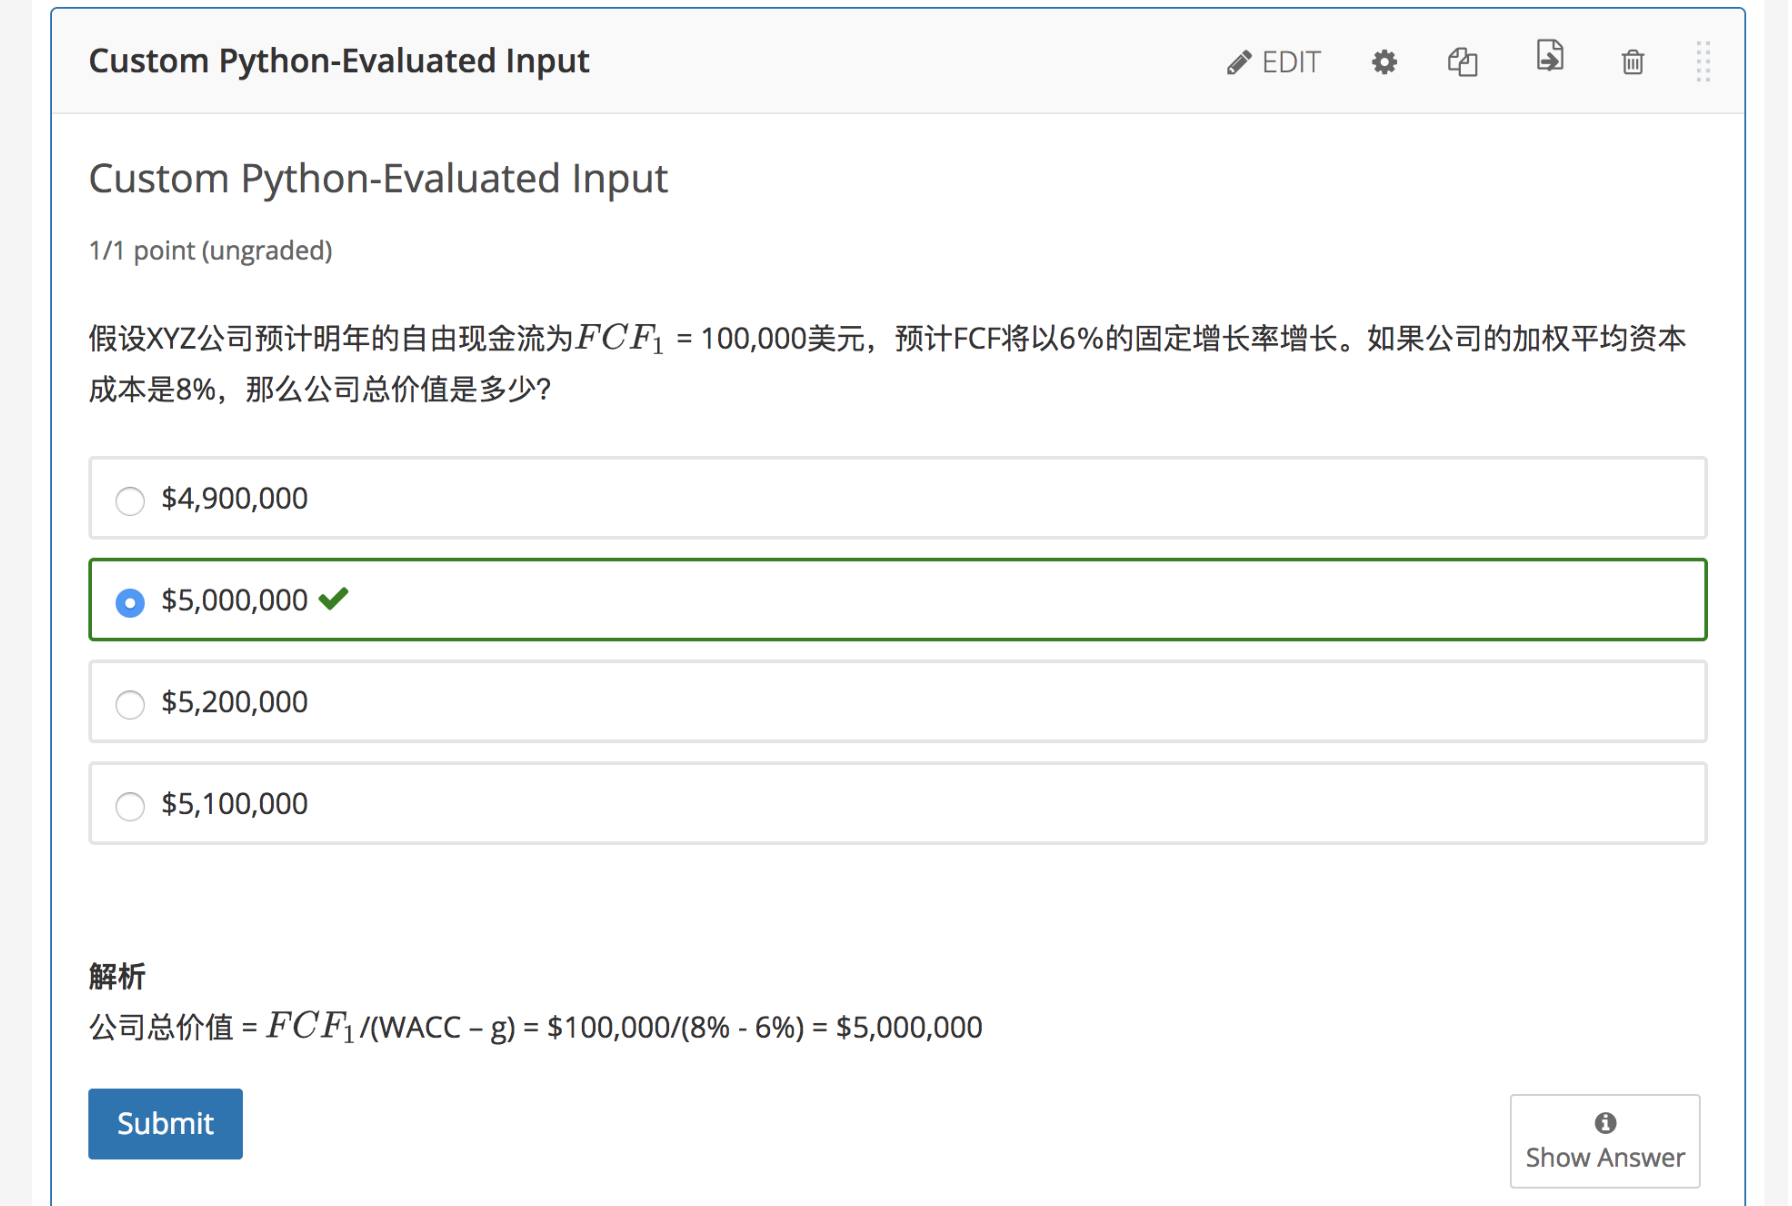 Custom Python-Evaluated Input
EDIT
Custom Python-Evaluated Input
1/1 point (ungraded)
假设XYZ公司预计明年的自由现金流为FCF₁ = 100,000美元，预计FCF将以6%的固定增长率增长。如果公司的加权平均资本
成本是8%，那么公司总价值是多少？
$4,900,000
$5,000,000
$5,200,000
$5,100,000
解析
公司总价值 = FCF₁/(WACC – g) = $100,000/(8% - 6%) = $5,000,000
Submit
Show Answer